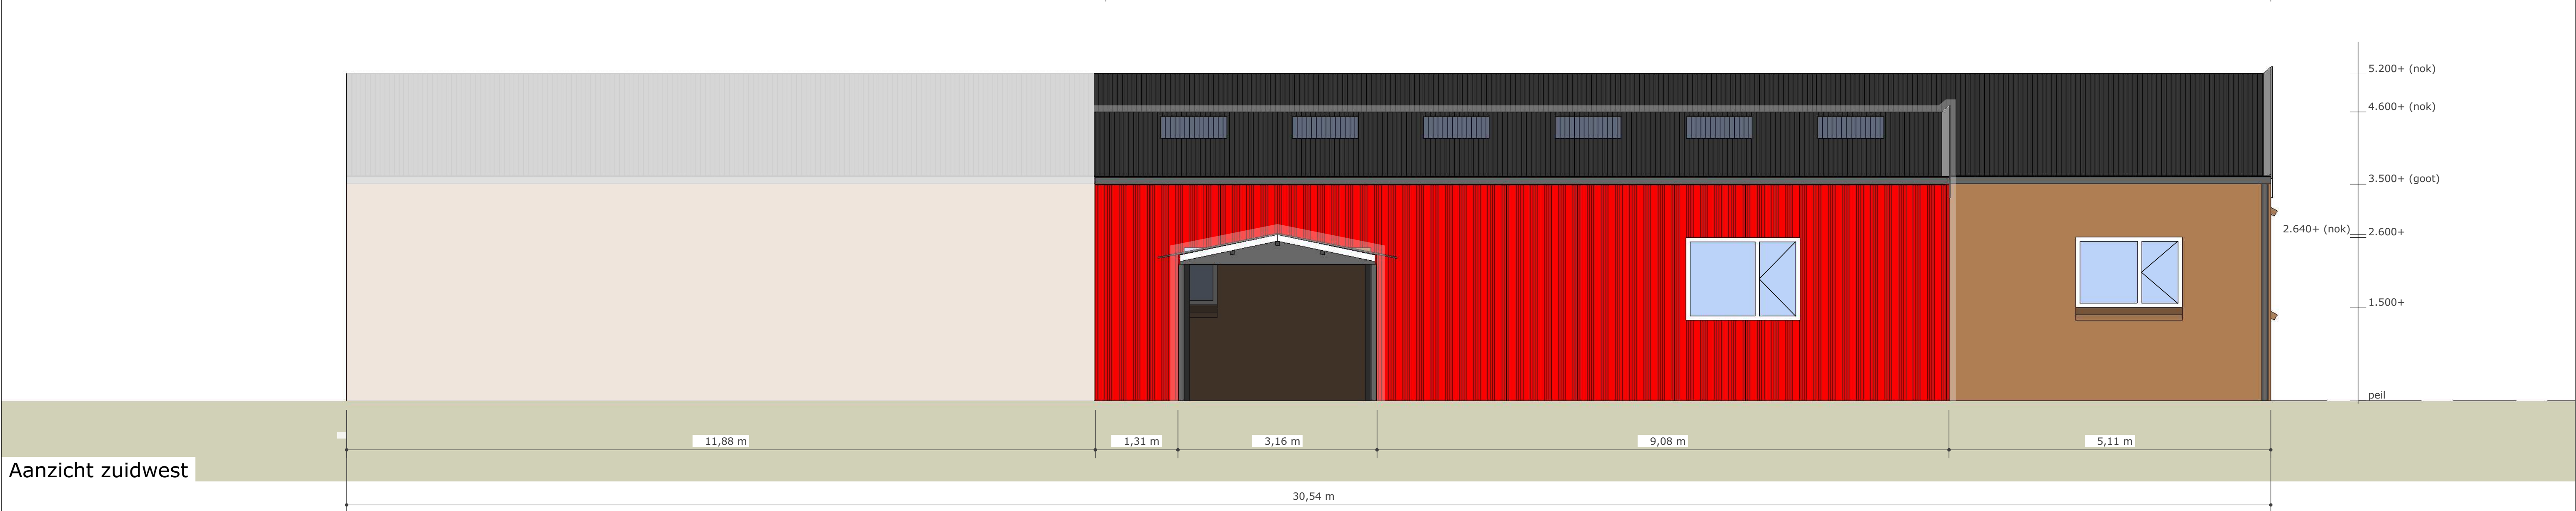 5.200+ (nok)
4.600+ (nok)
3.500+ (goot)
2.640+ (nok)
2.600+
1.500+
peil
11,88 m
1,31 m
3,16 m
9,08 m
5,11 m
Aanzicht zuidwest
30,54 m